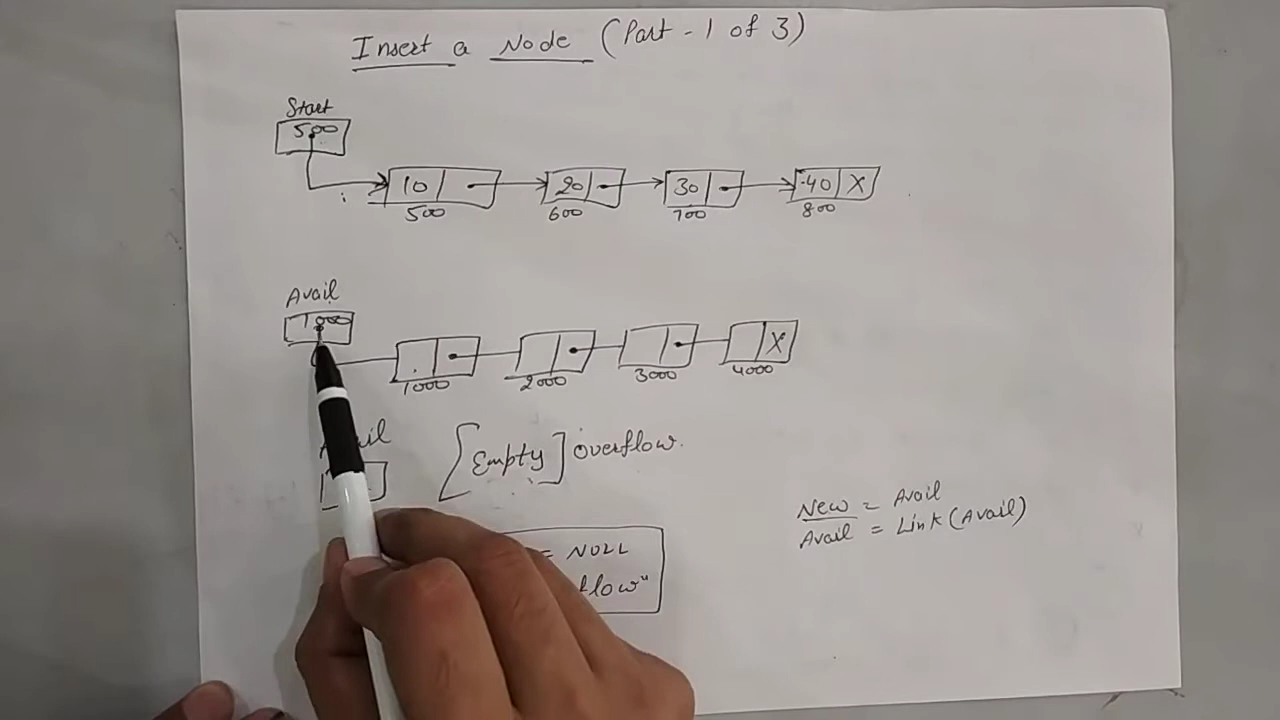 Insert a Node (Part - 1 of 3)
Start
500
10 20 30 40 X
500 600 700 800
Avail
1000
X
1000 2000 3000 4000
[Empty] overflow.
New = Avail
Avail = Link (Avail)
= NULL
flow"